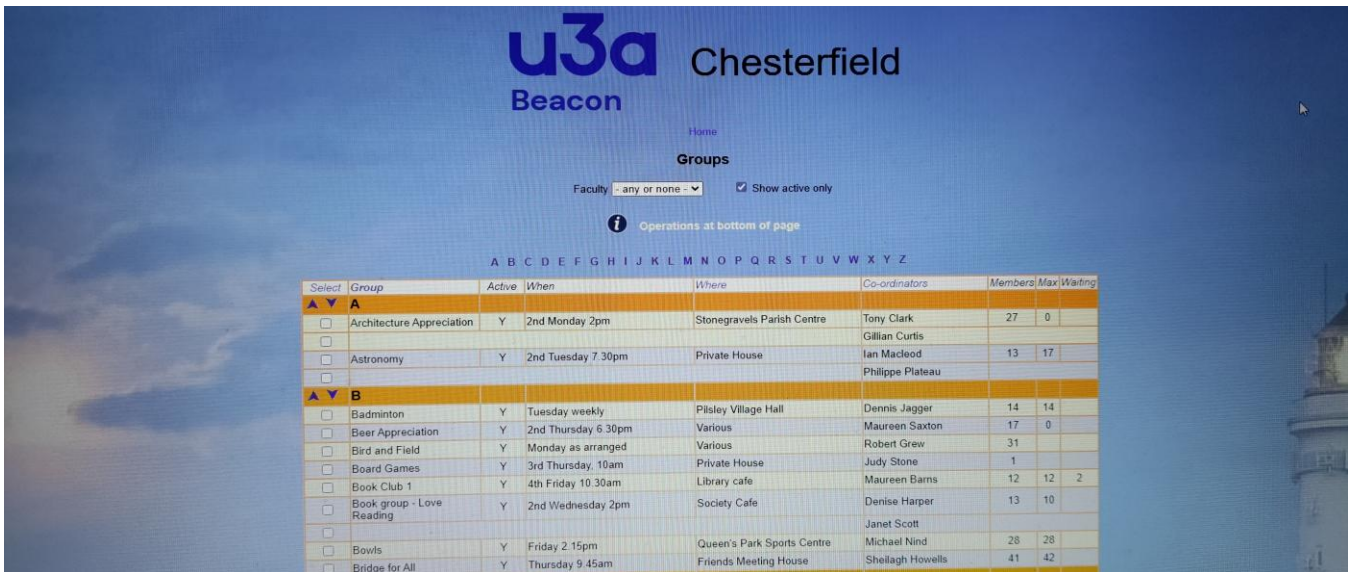 u3a Chesterfield
Beacon
Home
Groups
Faculty - any or none - Show active only
i Operations at bottom of page
A B C D E F G H I J K L M N O P Q R S T U V W X Y Z
Select Group Active When Where Co-ordinators Members Max Waiting
A
Architecture Appreciation Y 2nd Monday 2pm Stonegravels Parish Centre Tony Clark 27 0
Gillian Curtis
Astronomy Y 2nd Tuesday 7.30pm Private House Ian Macleod 13 17
Philippe Plateau
B
Badminton Y Tuesday weekly Pilsley Village Hall Dennis Jagger 14 14
Beer Appreciation Y 2nd Thursday 6.30pm Various Maureen Saxton 17 0
Bird and Field Y Monday as arranged Various Robert Grew 31
Board Games Y 3rd Thursday, 10am Private House Judy Stone 1
Book Club 1 Y 4th Friday 10.30am Library cafe Maureen Barns 12 12 2
Book group - Love
Reading Y 2nd Wednesday 2pm Society Cafe Denise Harper 13 10
Janet Scott
Bowls Y Friday 2.15pm Queen's Park Sports Centre Michael Nind 28 28
Bridge for All Y Thursday 9.45am Friends Meeting House Sheilagh Howells 41 42